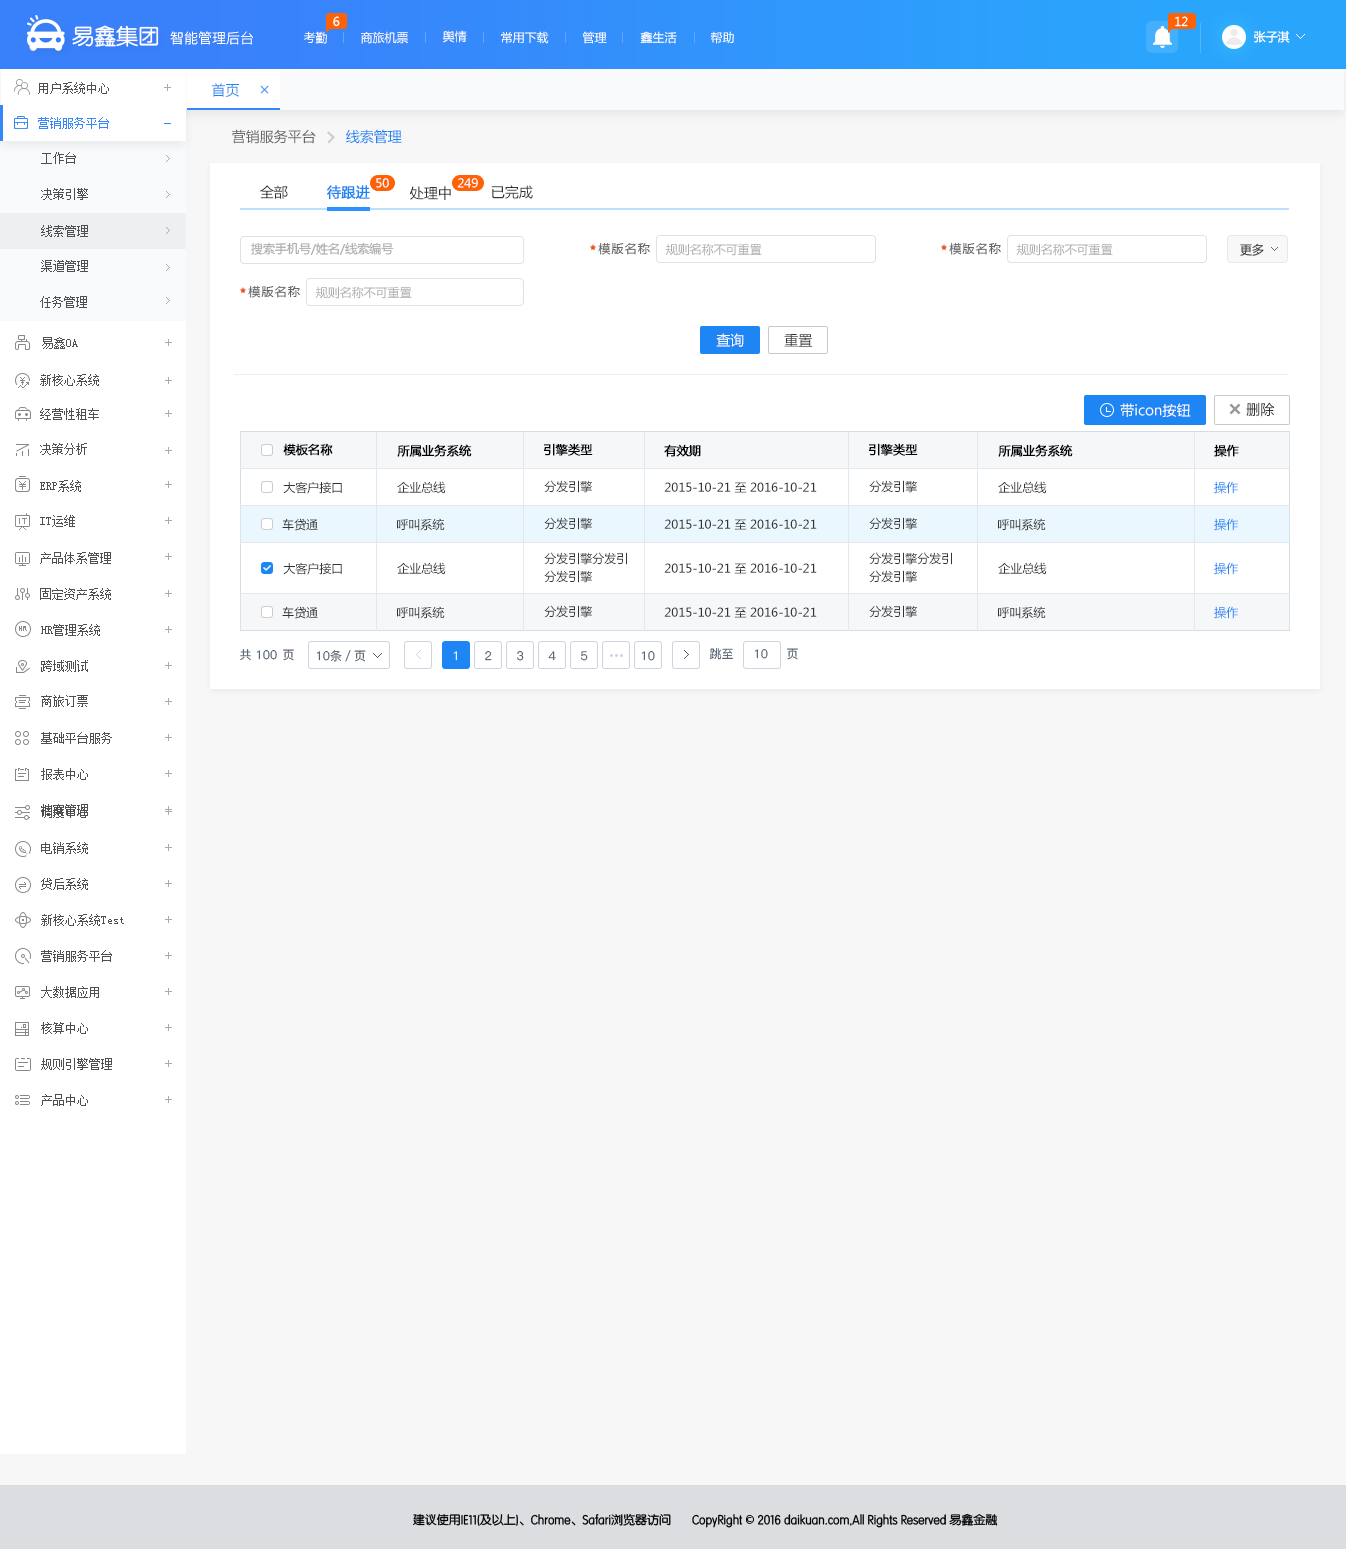 易鑫集团 智能管理后台 考勤 6 商旅机票 舆情 常用下载 管理 鑫生活 帮助 12 张子淇
用户系统中心
营销服务平台
工作台
决策引擎
线索管理
渠道管理
任务管理
易鑫OA
新核心系统
经营性租车
决策分析
ERP系统
IT运维
产品体系管理
固定资产系统
HR管理系统
跨域测试
商旅订票
基础平台服务
报表中心
电销系统
贷后系统
新核心系统Test
营销服务平台
大数据应用
核算中心
规则引擎管理
产品中心
首页 ×
营销服务平台 > 线索管理
全部 待跟进 50 处理中 249 已完成
搜索手机号/姓名/线索编号 *模版名称 规则名称不可重置 *模版名称 规则名称不可重置 更多
*模版名称 规则名称不可重置
查询 重置
带icon按钮 删除
模板名称 所属业务系统 引擎类型 有效期 引擎类型 所属业务系统 操作
大客户接口 企业总线 分发引擎 2015-10-21 至 2016-10-21 分发引擎 企业总线 操作
车贷通 呼叫系统 分发引擎 2015-10-21 至 2016-10-21 分发引擎 呼叫系统 操作
大客户接口 企业总线 分发引擎分发引 2015-10-21 至 2016-10-21 分发引擎分发引 企业总线 操作
分发引擎 分发引擎
车贷通 呼叫系统 分发引擎 2015-10-21 至 2016-10-21 分发引擎 呼叫系统 操作
共 100 页 10条 / 页 1 2 3 4 5 ••• 10 跳至 10 页
建议使用IE11(及以上)、Chrome、Safari浏览器访问 CopyRight © 2016 daikuan.com,All Rights Reserved 易鑫金融